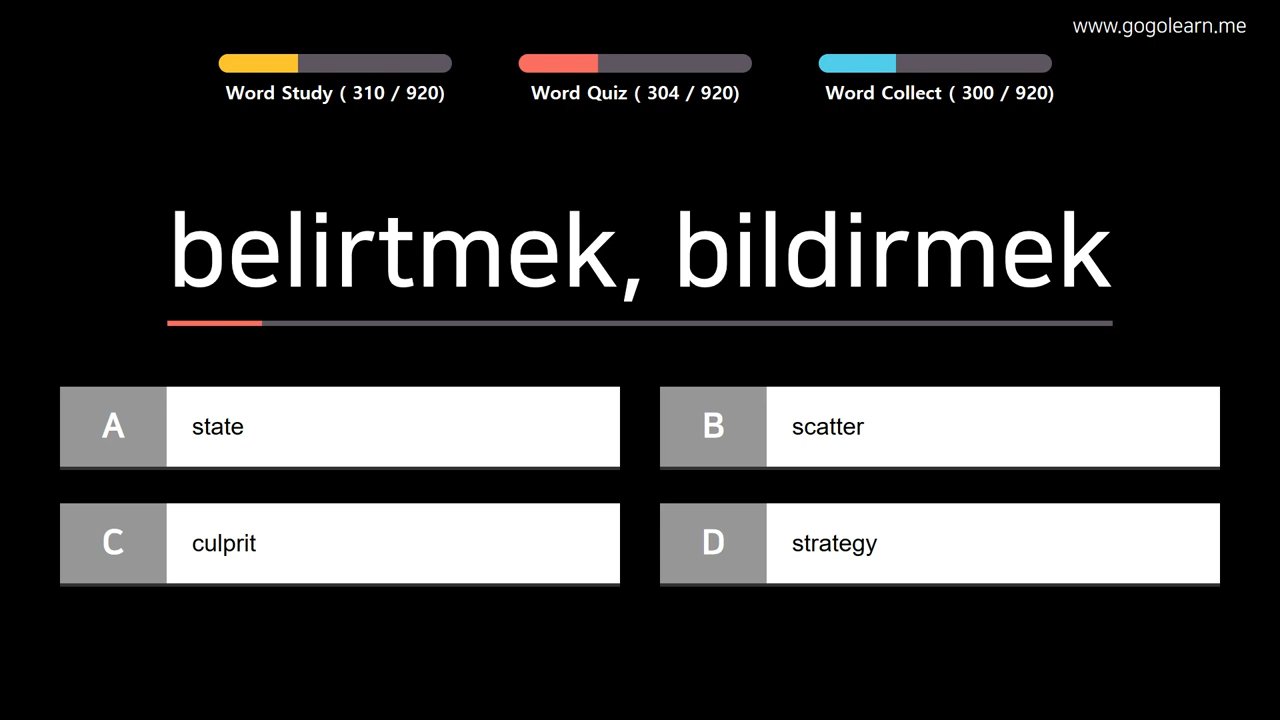 www.gogolearn.me
Word Study ( 310 / 920)
Word Quiz ( 304 / 920)
Word Collect ( 300 / 920)
belirtmek, bildirmek
A state
B scatter
C culprit
D strategy